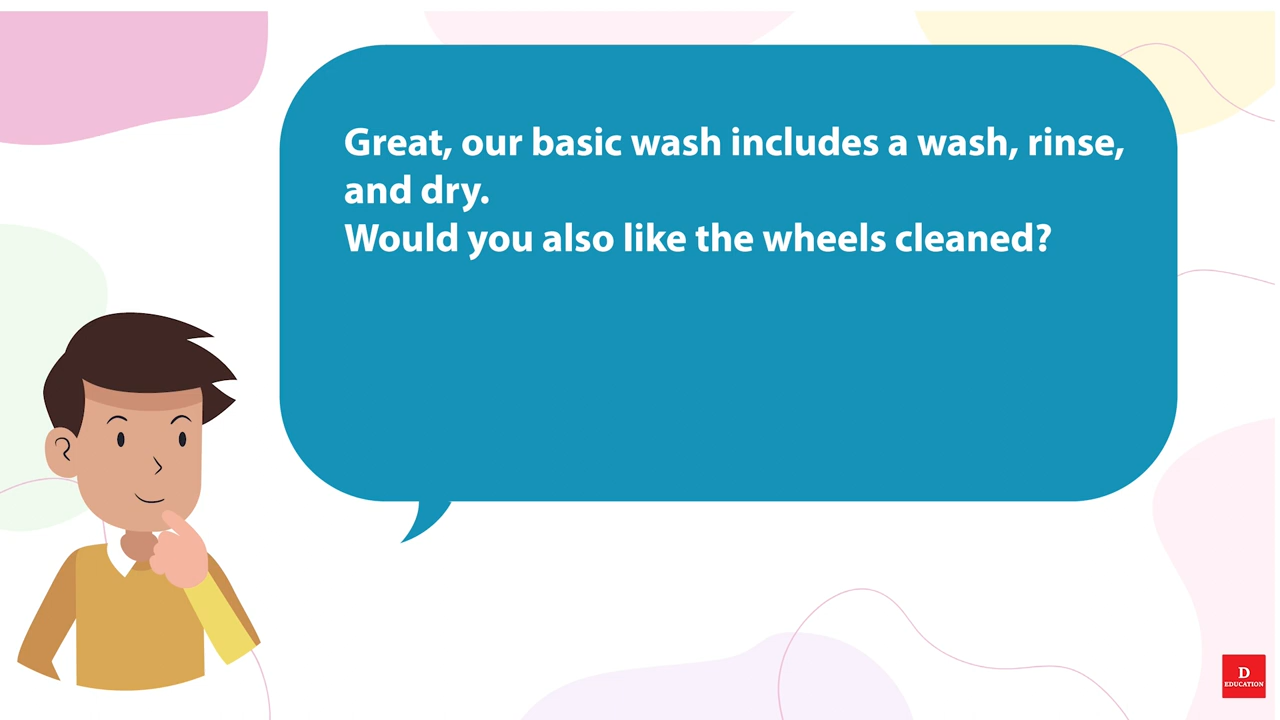 Great, our basic wash includes a wash, rinse,
and dry.
Would you also like the wheels cleaned?
D
EDUCATION